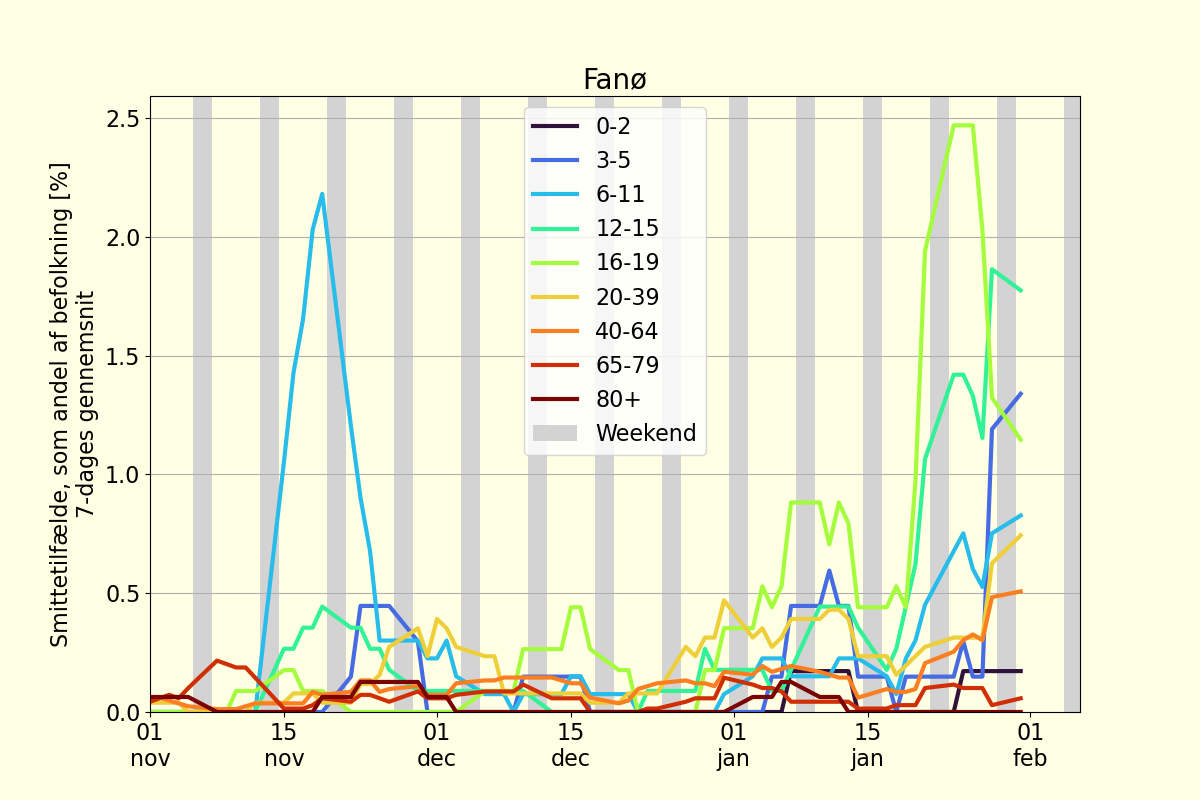 Fanø
Smittetilfælde, som andel af befolkning [%]
7-dages gennemsnit
2.5
2.0
1.5
1.0
0.5
0.0
0-2
3-5
6-11
12-15
16-19
20-39
40-64
65-79
80+
Weekend
01 15 01 15 01 15 01
nov nov dec dec jan jan feb